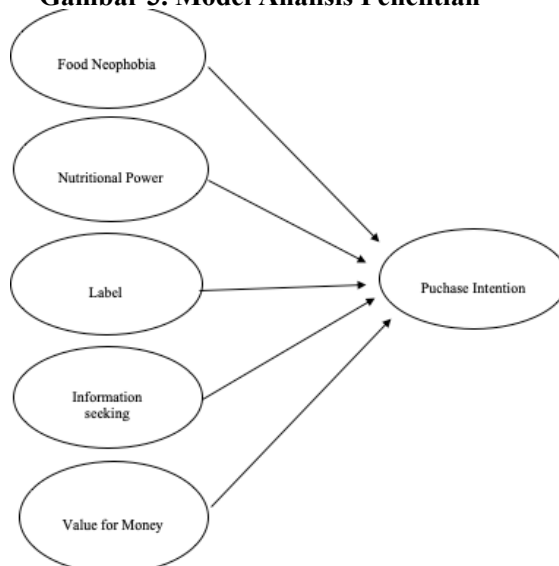 Gambar 3. Model Analisis Penelitian
Food Neophobia
Nutritional Power
Label
Information
seeking
Value for Money
Puchase Intention